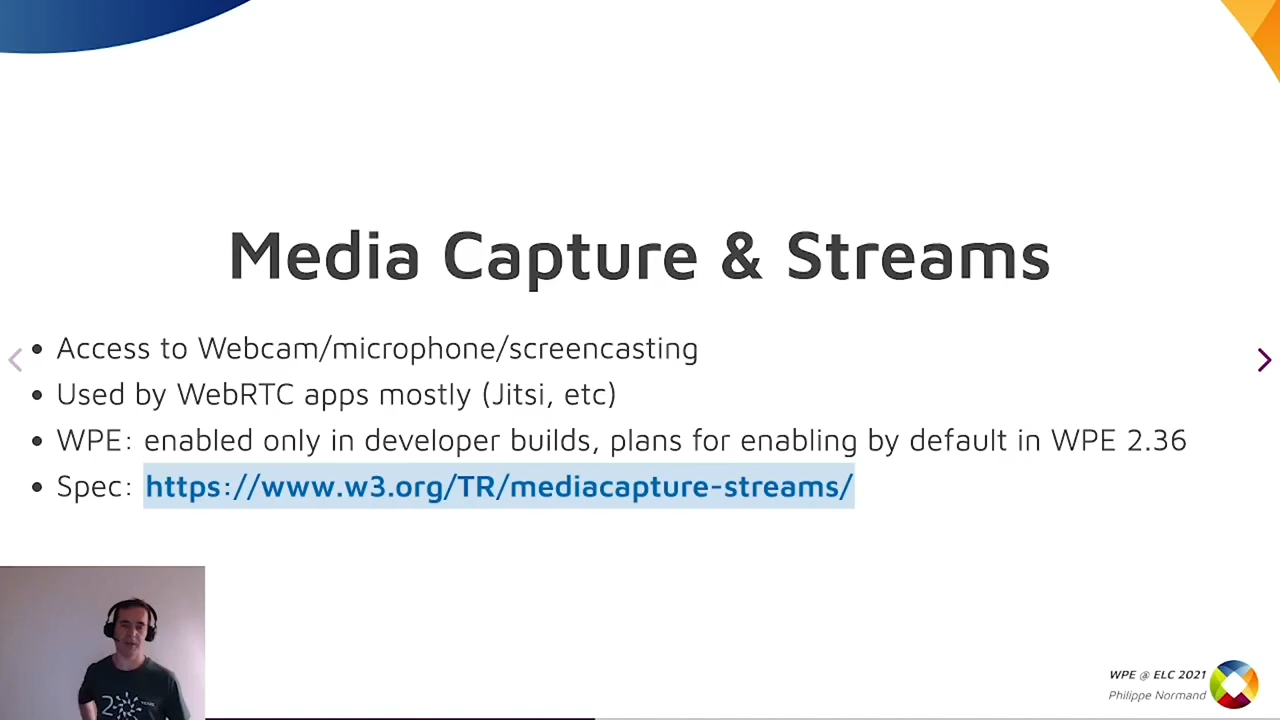 Media Capture & Streams
Access to Webcam/microphone/screencasting
Used by WebRTC apps mostly (Jitsi, etc)
WPE: enabled only in developer builds, plans for enabling by default in WPE 2.36
Spec: https://www.w3.org/TR/mediacapture-streams/
20 YEARS
WPE @ ELC 2021
Philippe Normand